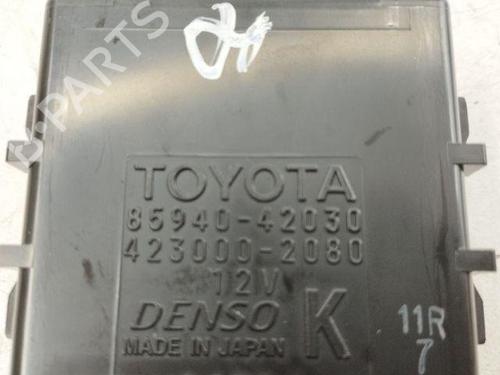 B-PARTS
TOYOTA
85940-42030
423000-2080
12V
DENSO K
MADE IN JAPAN
11R
7